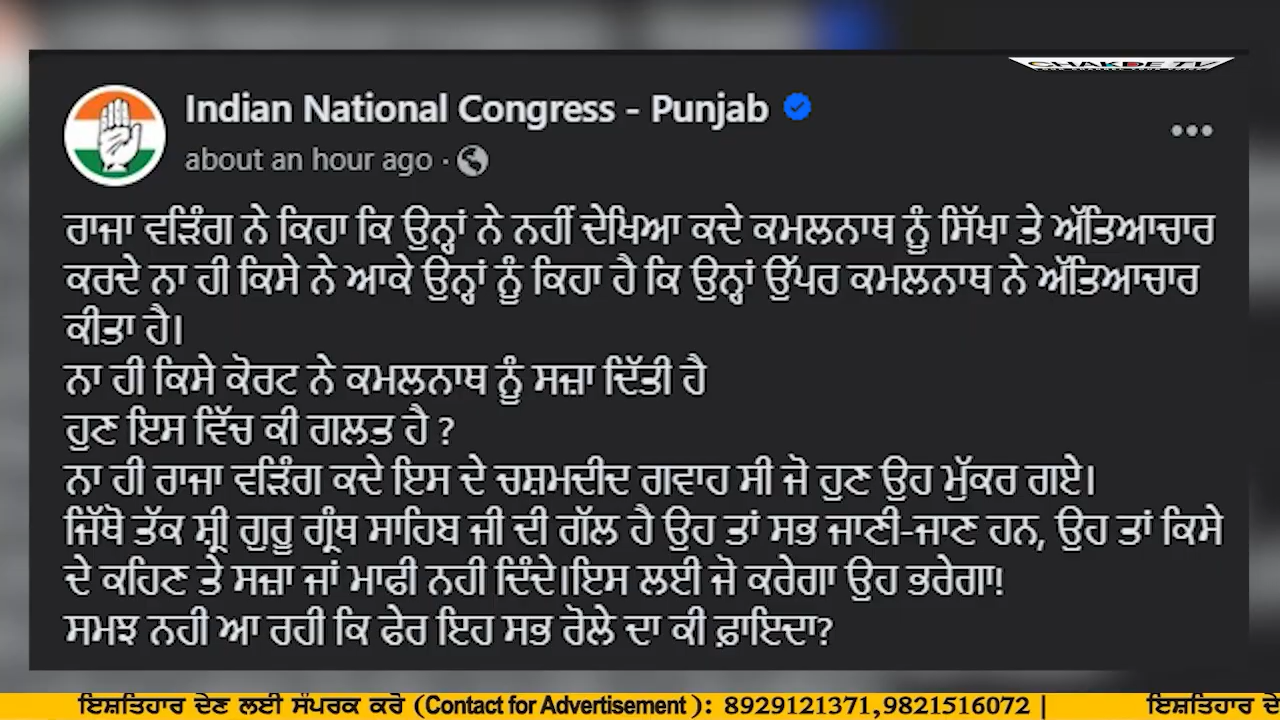 CHAKDE TV
Indian National Congress - Punjab
about an hour ago ·
ਰਾਜਾ ਵੜਿੰਗ ਨੇ ਕਿਹਾ ਕਿ ਉਨ੍ਹਾਂ ਨੇ ਨਹੀਂ ਦੇਖਿਆ ਕਦੇ ਕਮਲਨਾਥ ਨੂੰ ਸਿੱਖਾ ਤੇ ਅੱਤਿਆਚਾਰ
ਕਰਦੇ ਨਾ ਹੀ ਕਿਸੇ ਨੇ ਆਕੇ ਉਨ੍ਹਾਂ ਨੂੰ ਕਿਹਾ ਹੈ ਕਿ ਉਨ੍ਹਾਂ ਉੱਪਰ ਕਮਲਨਾਥ ਨੇ ਅੱਤਿਆਚਾਰ
ਕੀਤਾ ਹੈ।
ਨਾ ਹੀ ਕਿਸੇ ਕੋਰਟ ਨੇ ਕਮਲਨਾਥ ਨੂੰ ਸਜ਼ਾ ਦਿੱਤੀ ਹੈ
ਹੁਣ ਇਸ ਵਿੱਚ ਕੀ ਗਲਤ ਹੈ ?
ਨਾ ਹੀ ਰਾਜਾ ਵੜਿੰਗ ਕਦੇ ਇਸ ਦੇ ਚਸ਼ਮਦੀਦ ਗਵਾਹ ਸੀ ਜੋ ਹੁਣ ਉਹ ਮੁੱਕਰ ਗਏ।
ਜਿੱਥੋ ਤੱਕ ਸ਼੍ਰੀ ਗੁਰੂ ਗ੍ਰੰਥ ਸਾਹਿਬ ਜੀ ਦੀ ਗੱਲ ਹੈ ਉਹ ਤਾਂ ਸਭ ਜਾਣੀ-ਜਾਣ ਹਨ, ਉਹ ਤਾਂ ਕਿਸੇ
ਦੇ ਕਹਿਣ ਤੇ ਸਜ਼ਾ ਜਾਂ ਮਾਫੀ ਨਹੀ ਦਿੰਦੇ।ਇਸ ਲਈ ਜੋ ਕਰੇਗਾ ਉਹ ਭਰੇਗਾ!
ਸਮਝ ਨਹੀ ਆ ਰਹੀ ਕਿ ਫੇਰ ਇਹ ਸਭ ਰੋਲੇ ਦਾ ਕੀ ਫ਼ਾਇਦਾ?
ਇਸ਼ਤਿਹਾਰ ਦੇਣ ਲਈ ਸੰਪਰਕ ਕਰੋ (Contact for Advertisement ): 8929121371,9821516072 | ਇਸ਼ਤਿਹਾਰ ਦੇ